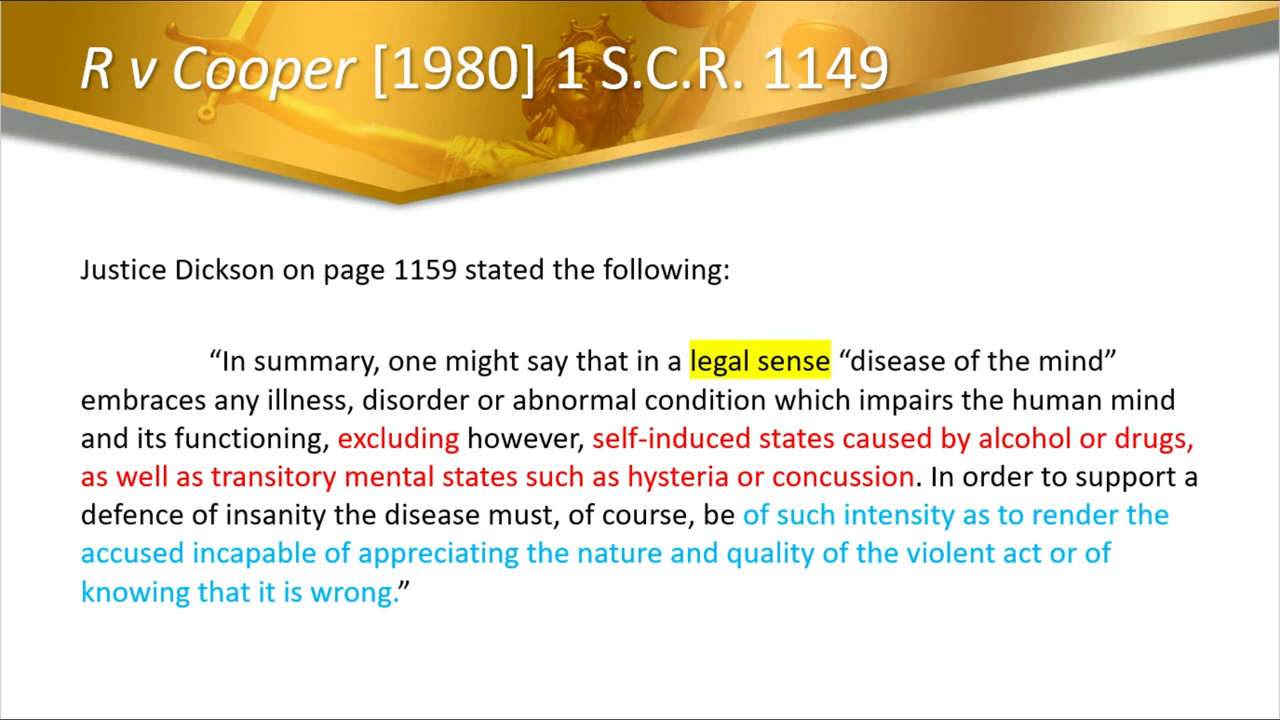 R v Cooper [1980] 1 S.C.R. 1149
Justice Dickson on page 1159 stated the following:
“In summary, one might say that in a legal sense “disease of the mind”
embraces any illness, disorder or abnormal condition which impairs the human mind
and its functioning, excluding however, self-induced states caused by alcohol or drugs,
as well as transitory mental states such as hysteria or concussion. In order to support a
defence of insanity the disease must, of course, be of such intensity as to render the
accused incapable of appreciating the nature and quality of the violent act or of
knowing that it is wrong.”